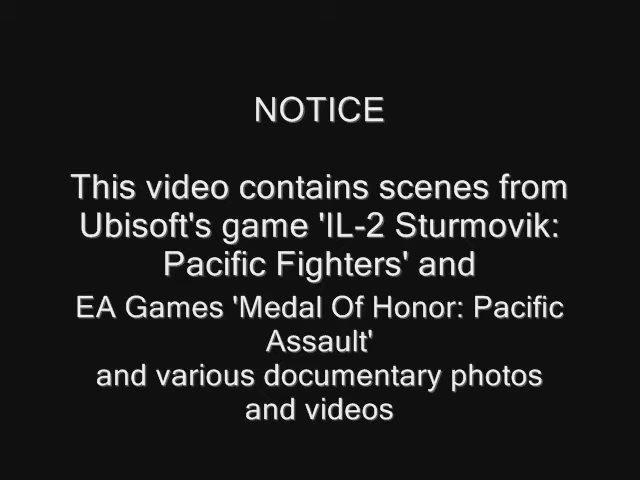 NOTICE
This video contains scenes from
Ubisoft's game 'IL-2 Sturmovik:
Pacific Fighters' and
EA Games 'Medal Of Honor: Pacific
Assault'
and various documentary photos
and videos